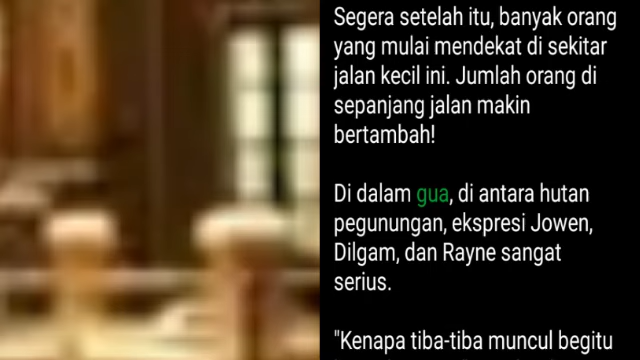 Segera setelah itu, banyak orang
yang mulai mendekat di sekitar
jalan kecil ini. Jumlah orang di
sepanjang jalan makin
bertambah!
Di dalam gua, di antara hutan
pegunungan, ekspresi Jowen,
Dilgam, dan Rayne sangat
serius.
"Kenapa tiba-tiba muncul begitu